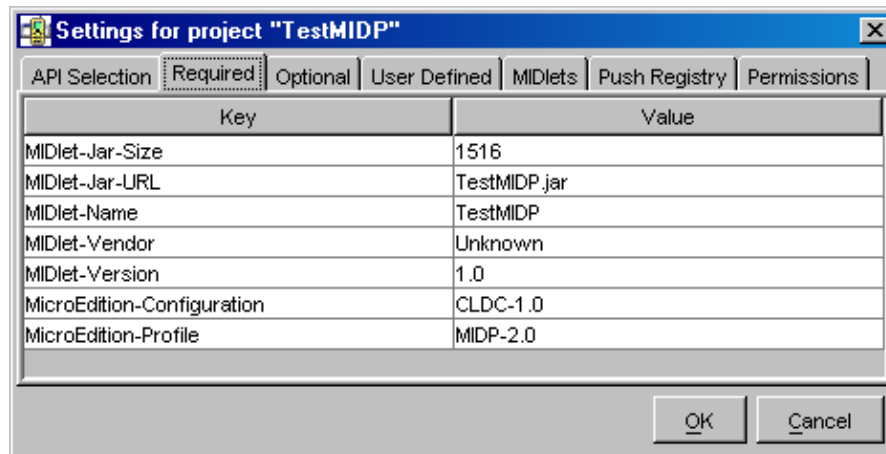 Settings for project "TestMIDP"
API Selection Required Optional User Defined MIDlets Push Registry Permissions
Key Value
MIDlet-Jar-Size 1516
MIDlet-Jar-URL TestMIDP.jar
MIDlet-Name TestMIDP
MIDlet-Vendor Unknown
MIDlet-Version 1.0
MicroEdition-Configuration CLDC-1.0
MicroEdition-Profile MIDP-2.0
OK Cancel